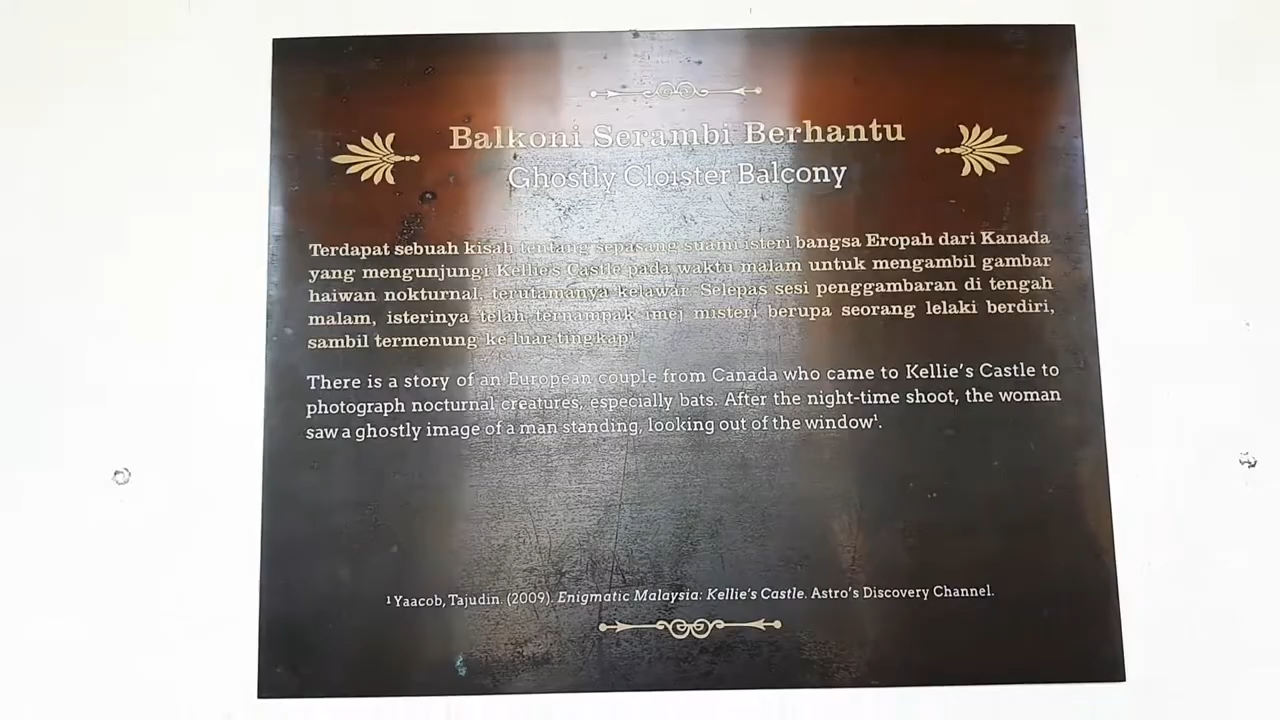 Balkoni Serambi Berhantu
Ghostly Cloister Balcony
Terdapat sebuah kisah tentang sepasang suami isteri bangsa Eropah dari Kanada
yang mengunjungi Kellie's Castle pada waktu malam untuk mengambil gambar
haiwan nokturnal, terutamanya kelawar. Selepas sesi penggambaran di tengah
malam, isterinya telah ternampak imej misteri berupa seorang lelaki berdiri,
sambil termenung ke luar tingkap¹.
There is a story of an European couple from Canada who came to Kellie's Castle to
photograph nocturnal creatures, especially bats. After the night-time shoot, the woman
saw a ghostly image of a man standing, looking out of the window¹.
¹ Yaacob, Tajudin. (2009). Enigmatic Malaysia: Kellie's Castle. Astro's Discovery Channel.